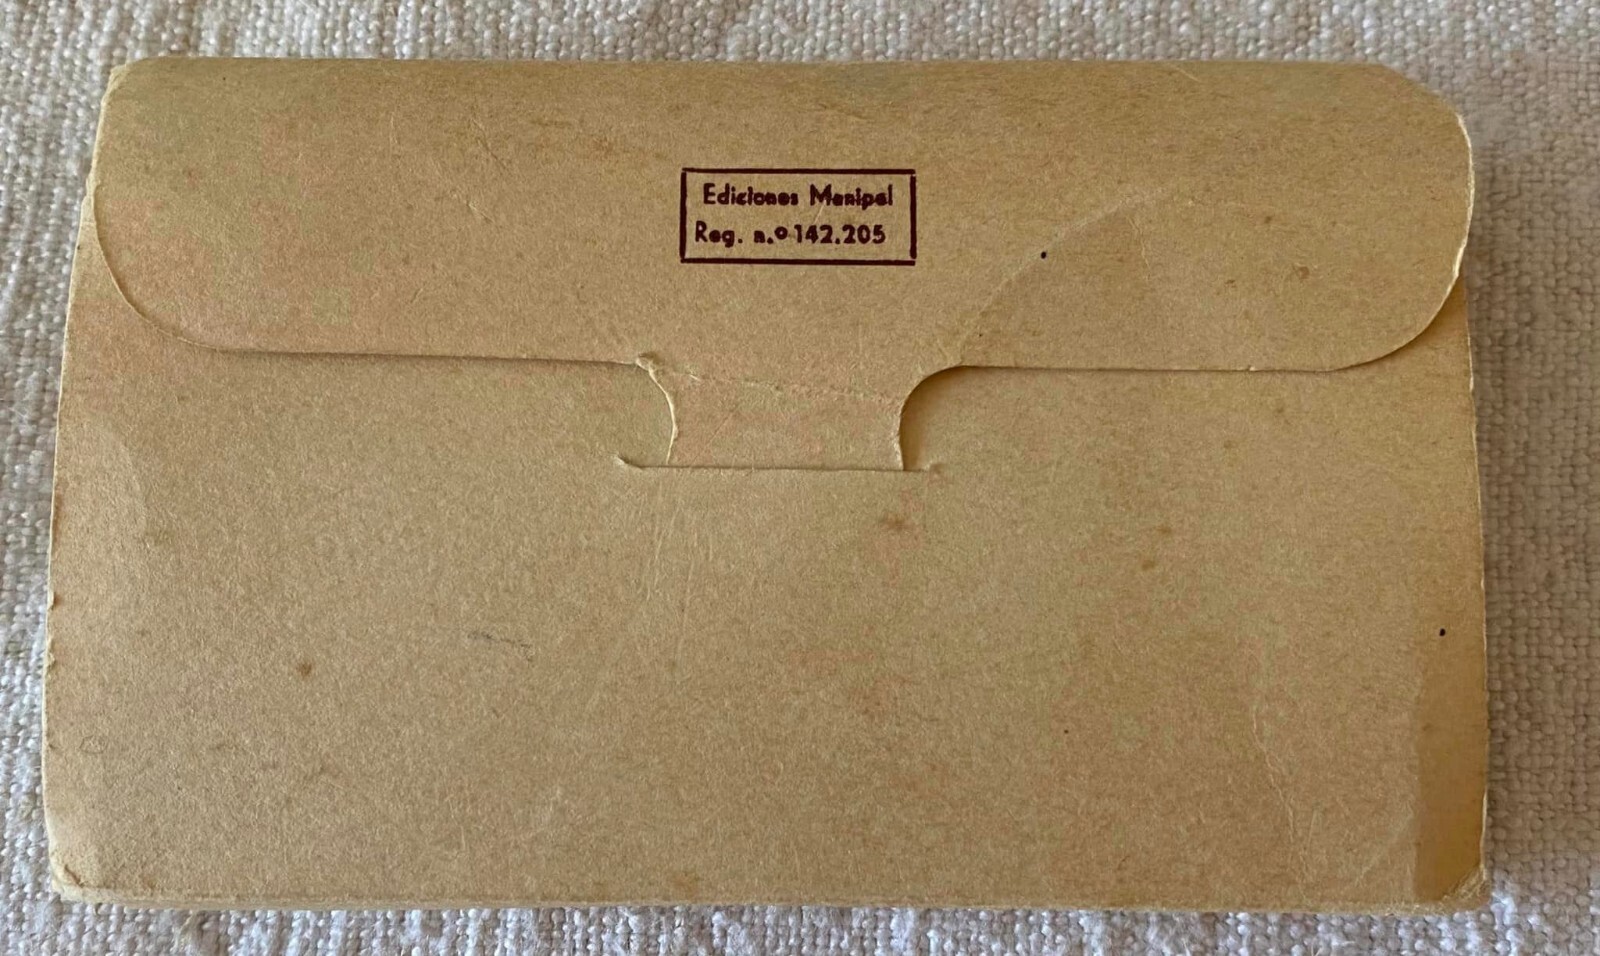 Ediciones Manipel
Reg. n.º 142.205